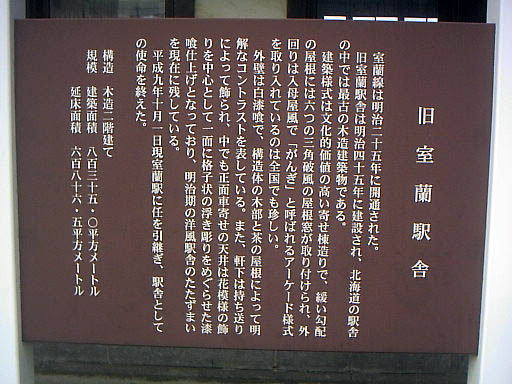 旧室蘭駅舎
室蘭線は明治二十五年に開通された。
旧室蘭駅舎は明治四十五年に建設され、北海道の駅舎
の中では最古の木造建築物である。
建築様式は文化的価値の高い寄せ棟造りで、緩い勾配
の屋根には六つの三角破風の屋根窓が取り付けられ、外
回りは入母屋風で「がんぎ」と呼ばれるアーケード様式
を取り入れているのは全国でも珍しい。
外壁は白漆喰で、構造体の木部と茶の屋根によって明
解なコントラストを表している。また、軒下は持ち送り
によって飾られ、中でも正面車寄せの天井は花模様の飾
りを中心として一面に格子状の浮き彫りをめぐらせた漆
喰仕上げとなっており、明治期の洋風駅舎のたたずまい
を現在に残している。
平成九年十月一日現室蘭駅に任を引継ぎ、駅舎として
の使命を終えた。
構造 木造二階建て
規模 建築面積 八百三十五・〇平方メートル
延床面積 六百八十六・五平方メートル